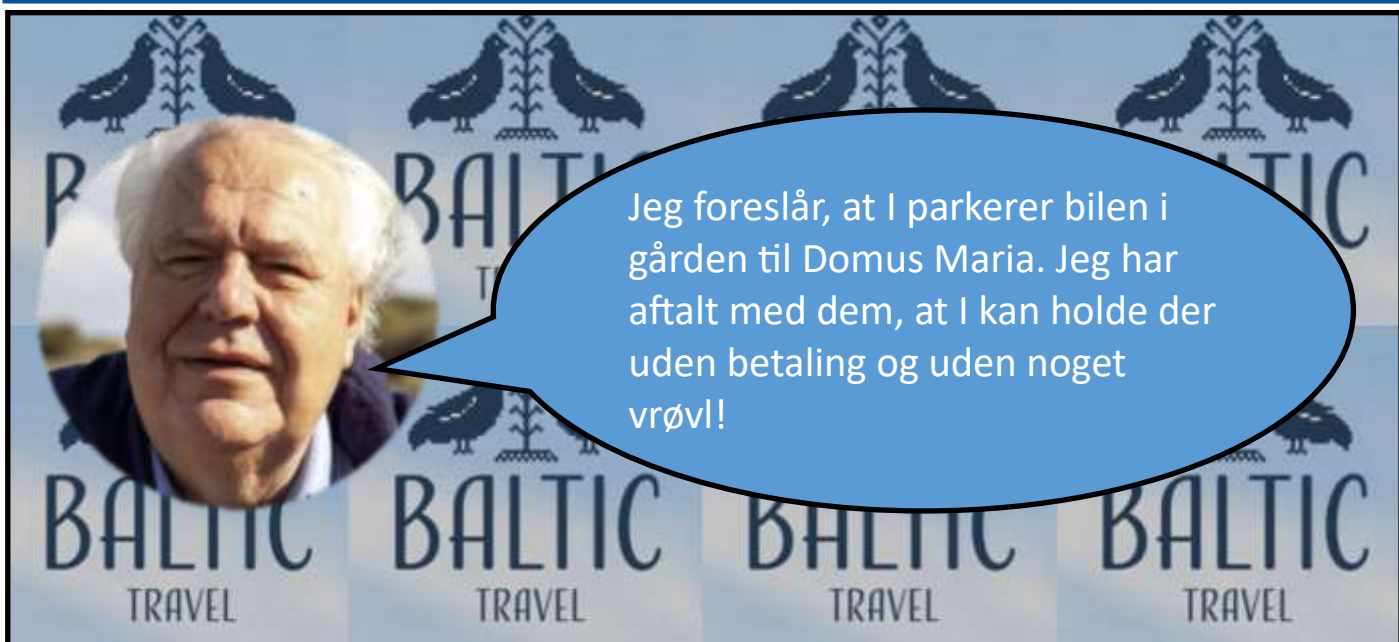 Jeg foreslår, at I parkerer bilen i
gården til Domus Maria. Jeg har
aftalt med dem, at I kan holde der
uden betaling og uden noget
vrøvl!
BALTIC
TRAVEL
BALTIC
TRAVEL
BALTIC
TRAVEL
BALTIC
TRAVEL